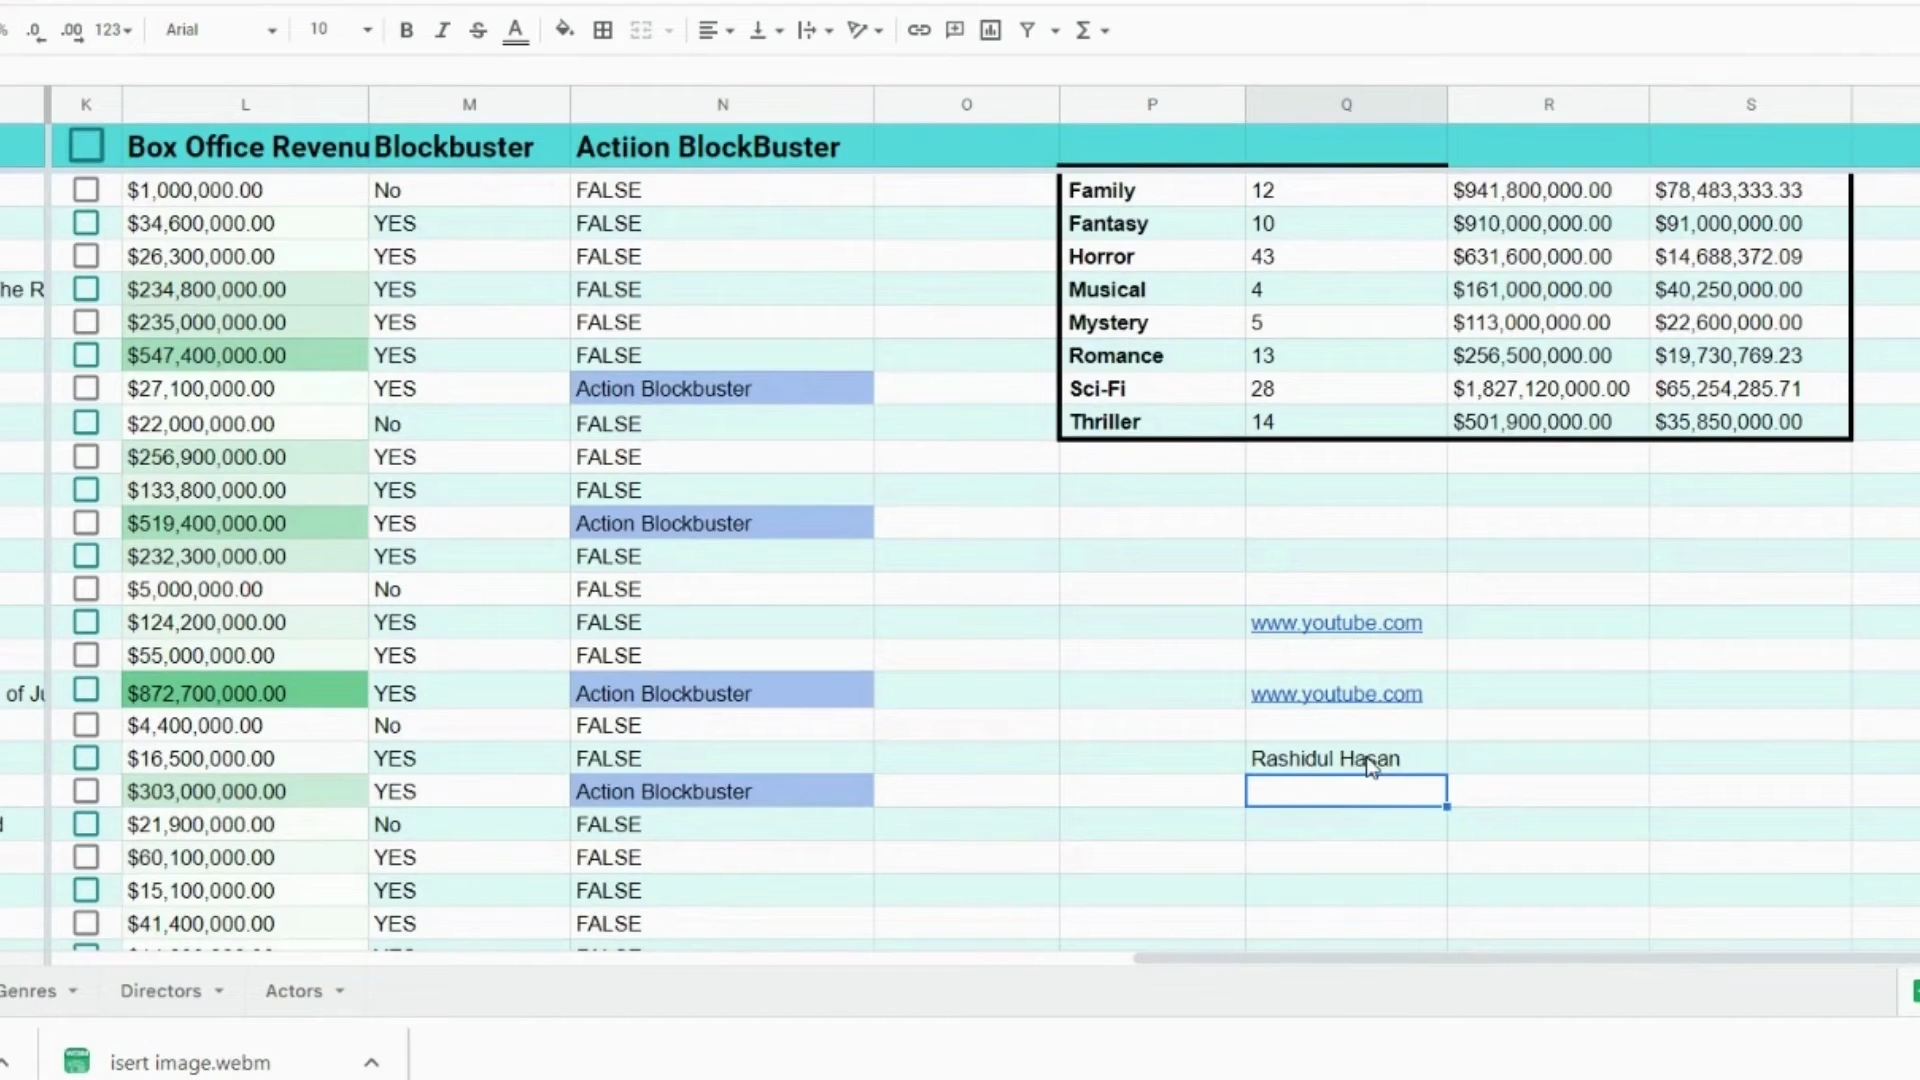 % .0 .00 123 Arial 10 B I S A Σ
K L M N O P Q R S
Box Office Revenu Blockbuster Actiion BlockBuster
$1,000,000.00 No FALSE Family 12 $941,800,000.00 $78,483,333.33
$34,600,000.00 YES FALSE Fantasy 10 $910,000,000.00 $91,000,000.00
$26,300,000.00 YES FALSE Horror 43 $631,600,000.00 $14,688,372.09
he R $234,800,000.00 YES FALSE Musical 4 $161,000,000.00 $40,250,000.00
$235,000,000.00 YES FALSE Mystery 5 $113,000,000.00 $22,600,000.00
$547,400,000.00 YES FALSE Romance 13 $256,500,000.00 $19,730,769.23
$27,100,000.00 YES Action Blockbuster Sci-Fi 28 $1,827,120,000.00 $65,254,285.71
$22,000,000.00 No FALSE Thriller 14 $501,900,000.00 $35,850,000.00
$256,900,000.00 YES FALSE
$133,800,000.00 YES FALSE
$519,400,000.00 YES Action Blockbuster
$232,300,000.00 YES FALSE
$5,000,000.00 No FALSE
$124,200,000.00 YES FALSE www.youtube.com
$55,000,000.00 YES FALSE
of Ju $872,700,000.00 YES Action Blockbuster www.youtube.com
$4,400,000.00 No FALSE
$16,500,000.00 YES FALSE Rashidul Hasan
$303,000,000.00 YES Action Blockbuster
$21,900,000.00 No FALSE
$60,100,000.00 YES FALSE
$15,100,000.00 YES FALSE
$41,400,000.00 YES FALSE
Genres Directors Actors
isert image.webm